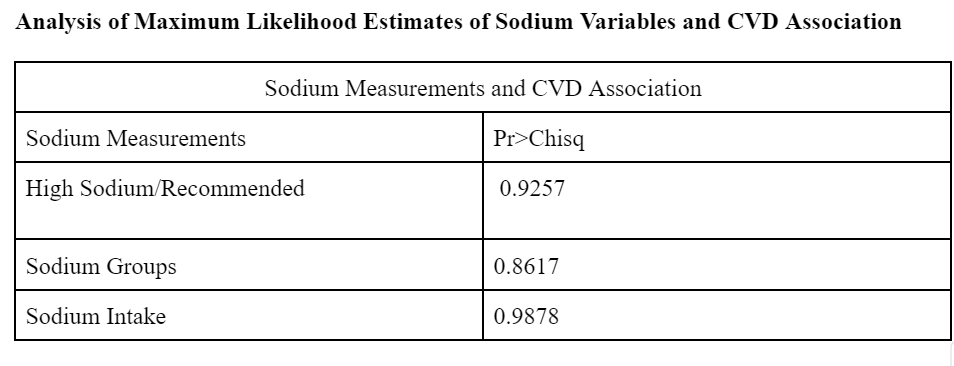 Analysis of Maximum Likelihood Estimates of Sodium Variables and CVD Association
Sodium Measurements and CVD Association
Sodium Measurements Pr>Chisq
High Sodium/Recommended 0.9257
Sodium Groups 0.8617
Sodium Intake 0.9878